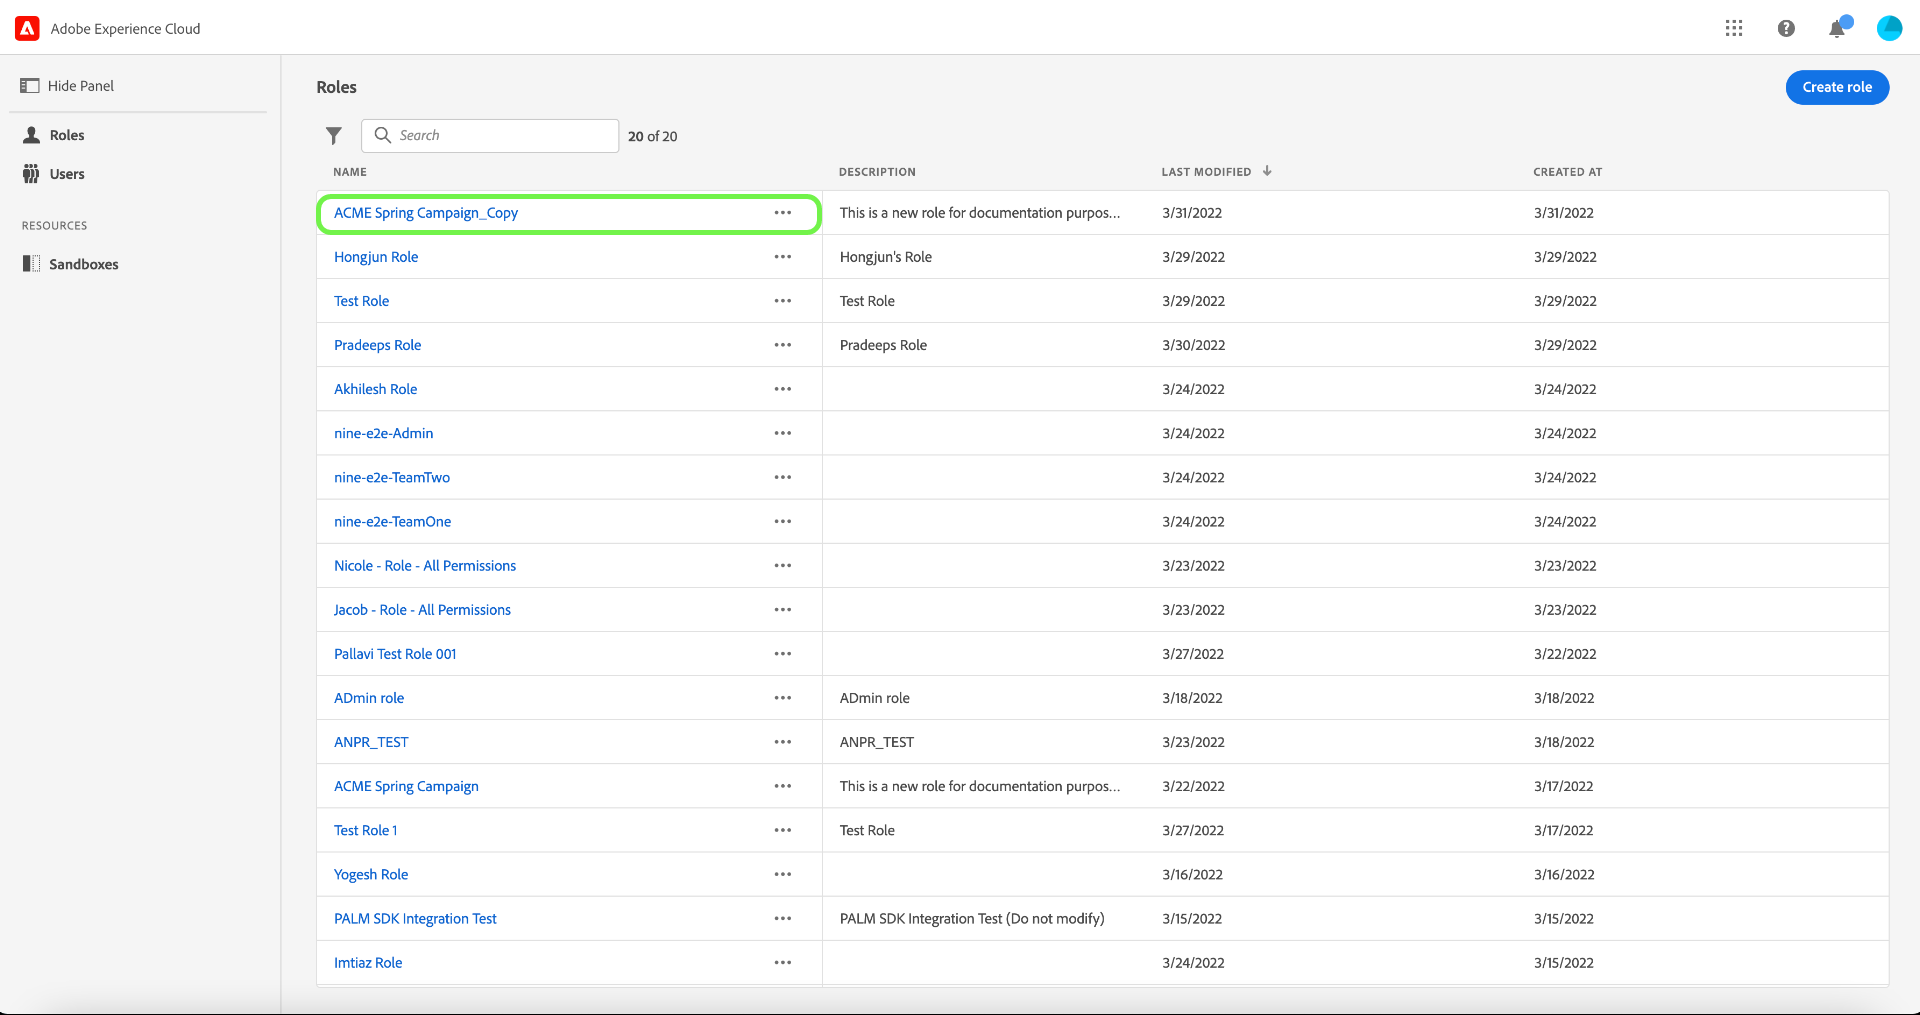 Adobe Experience Cloud
Hide Panel
Roles
Users
RESOURCES
Sandboxes
Roles
Create role
Search
20 of 20
NAME DESCRIPTION LAST MODIFIED CREATED AT
ACME Spring Campaign_Copy ••• This is a new role for documentation purpos... 3/31/2022 3/31/2022
Hongjun Role ••• Hongjun's Role 3/29/2022 3/29/2022
Test Role ••• Test Role 3/29/2022 3/29/2022
Pradeeps Role ••• Pradeeps Role 3/30/2022 3/29/2022
Akhilesh Role ••• 3/24/2022 3/24/2022
nine-e2e-Admin ••• 3/24/2022 3/24/2022
nine-e2e-TeamTwo ••• 3/24/2022 3/24/2022
nine-e2e-TeamOne ••• 3/24/2022 3/24/2022
Nicole - Role - All Permissions ••• 3/23/2022 3/23/2022
Jacob - Role - All Permissions ••• 3/23/2022 3/23/2022
Pallavi Test Role 001 ••• 3/27/2022 3/22/2022
ADmin role ••• ADmin role 3/18/2022 3/18/2022
ANPR_TEST ••• ANPR_TEST 3/23/2022 3/18/2022
ACME Spring Campaign ••• This is a new role for documentation purpos... 3/22/2022 3/17/2022
Test Role 1 ••• Test Role 3/27/2022 3/17/2022
Yogesh Role ••• 3/16/2022 3/16/2022
PALM SDK Integration Test ••• PALM SDK Integration Test (Do not modify) 3/15/2022 3/15/2022
Imtiaz Role ••• 3/24/2022 3/15/2022